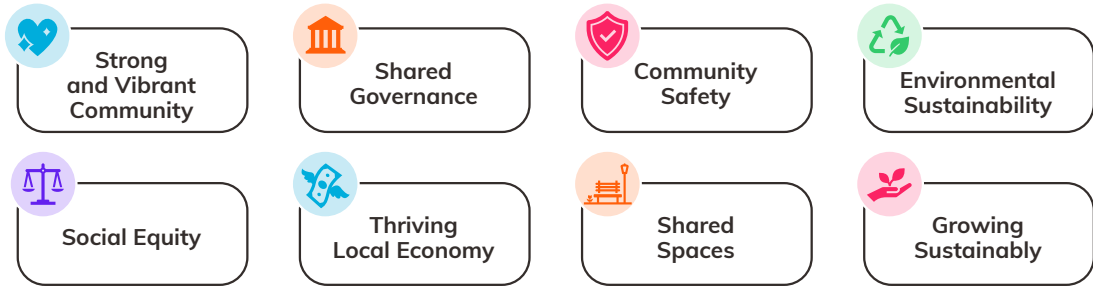 Strong
and Vibrant
Community
Shared
Governance
Community
Safety
Environmental
Sustainability
Social Equity
Thriving
Local Economy
Shared
Spaces
Growing
Sustainably